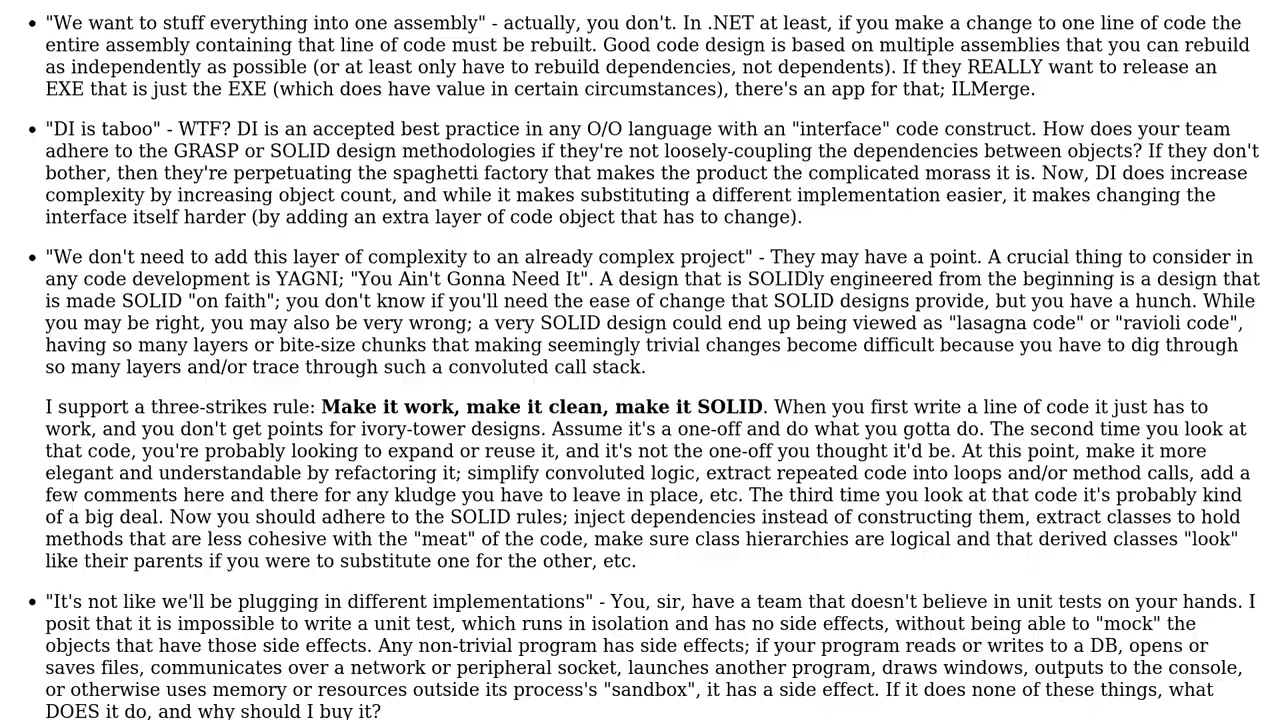 • "We want to stuff everything into one assembly" - actually, you don't. In .NET at least, if you make a change to one line of code the
entire assembly containing that line of code must be rebuilt. Good code design is based on multiple assemblies that you can rebuild
as independently as possible (or at least only have to rebuild dependencies, not dependents). If they REALLY want to release an
EXE that is just the EXE (which does have value in certain circumstances), there's an app for that; ILMerge.
• "DI is taboo" - WTF? DI is an accepted best practice in any O/O language with an "interface" code construct. How does your team
adhere to the GRASP or SOLID design methodologies if they're not loosely-coupling the dependencies between objects? If they don't
bother, then they're perpetuating the spaghetti factory that makes the product the complicated morass it is. Now, DI does increase
complexity by increasing object count, and while it makes substituting a different implementation easier, it makes changing the
interface itself harder (by adding an extra layer of code object that has to change).
• "We don't need to add this layer of complexity to an already complex project" - They may have a point. A crucial thing to consider in
any code development is YAGNI; "You Ain't Gonna Need It". A design that is SOLIDly engineered from the beginning is a design that
is made SOLID "on faith"; you don't know if you'll need the ease of change that SOLID designs provide, but you have a hunch. While
you may be right, you may also be very wrong; a very SOLID design could end up being viewed as "lasagna code" or "ravioli code",
having so many layers or bite-size chunks that making seemingly trivial changes become difficult because you have to dig through
so many layers and/or trace through such a convoluted call stack.
I support a three-strikes rule: Make it work, make it clean, make it SOLID. When you first write a line of code it just has to
work, and you don't get points for ivory-tower designs. Assume it's a one-off and do what you gotta do. The second time you look at
that code, you're probably looking to expand or reuse it, and it's not the one-off you thought it'd be. At this point, make it more
elegant and understandable by refactoring it; simplify convoluted logic, extract repeated code into loops and/or method calls, add a
few comments here and there for any kludge you have to leave in place, etc. The third time you look at that code it's probably kind
of a big deal. Now you should adhere to the SOLID rules; inject dependencies instead of constructing them, extract classes to hold
methods that are less cohesive with the "meat" of the code, make sure class hierarchies are logical and that derived classes "look"
like their parents if you were to substitute one for the other, etc.
• "It's not like we'll be plugging in different implementations" - You, sir, have a team that doesn't believe in unit tests on your hands. I
posit that it is impossible to write a unit test, which runs in isolation and has no side effects, without being able to "mock" the
objects that have those side effects. Any non-trivial program has side effects; if your program reads or writes to a DB, opens or
saves files, communicates over a network or peripheral socket, launches another program, draws windows, outputs to the console,
or otherwise uses memory or resources outside its process's "sandbox", it has a side effect. If it does none of these things, what
DOES it do, and why should I buy it?